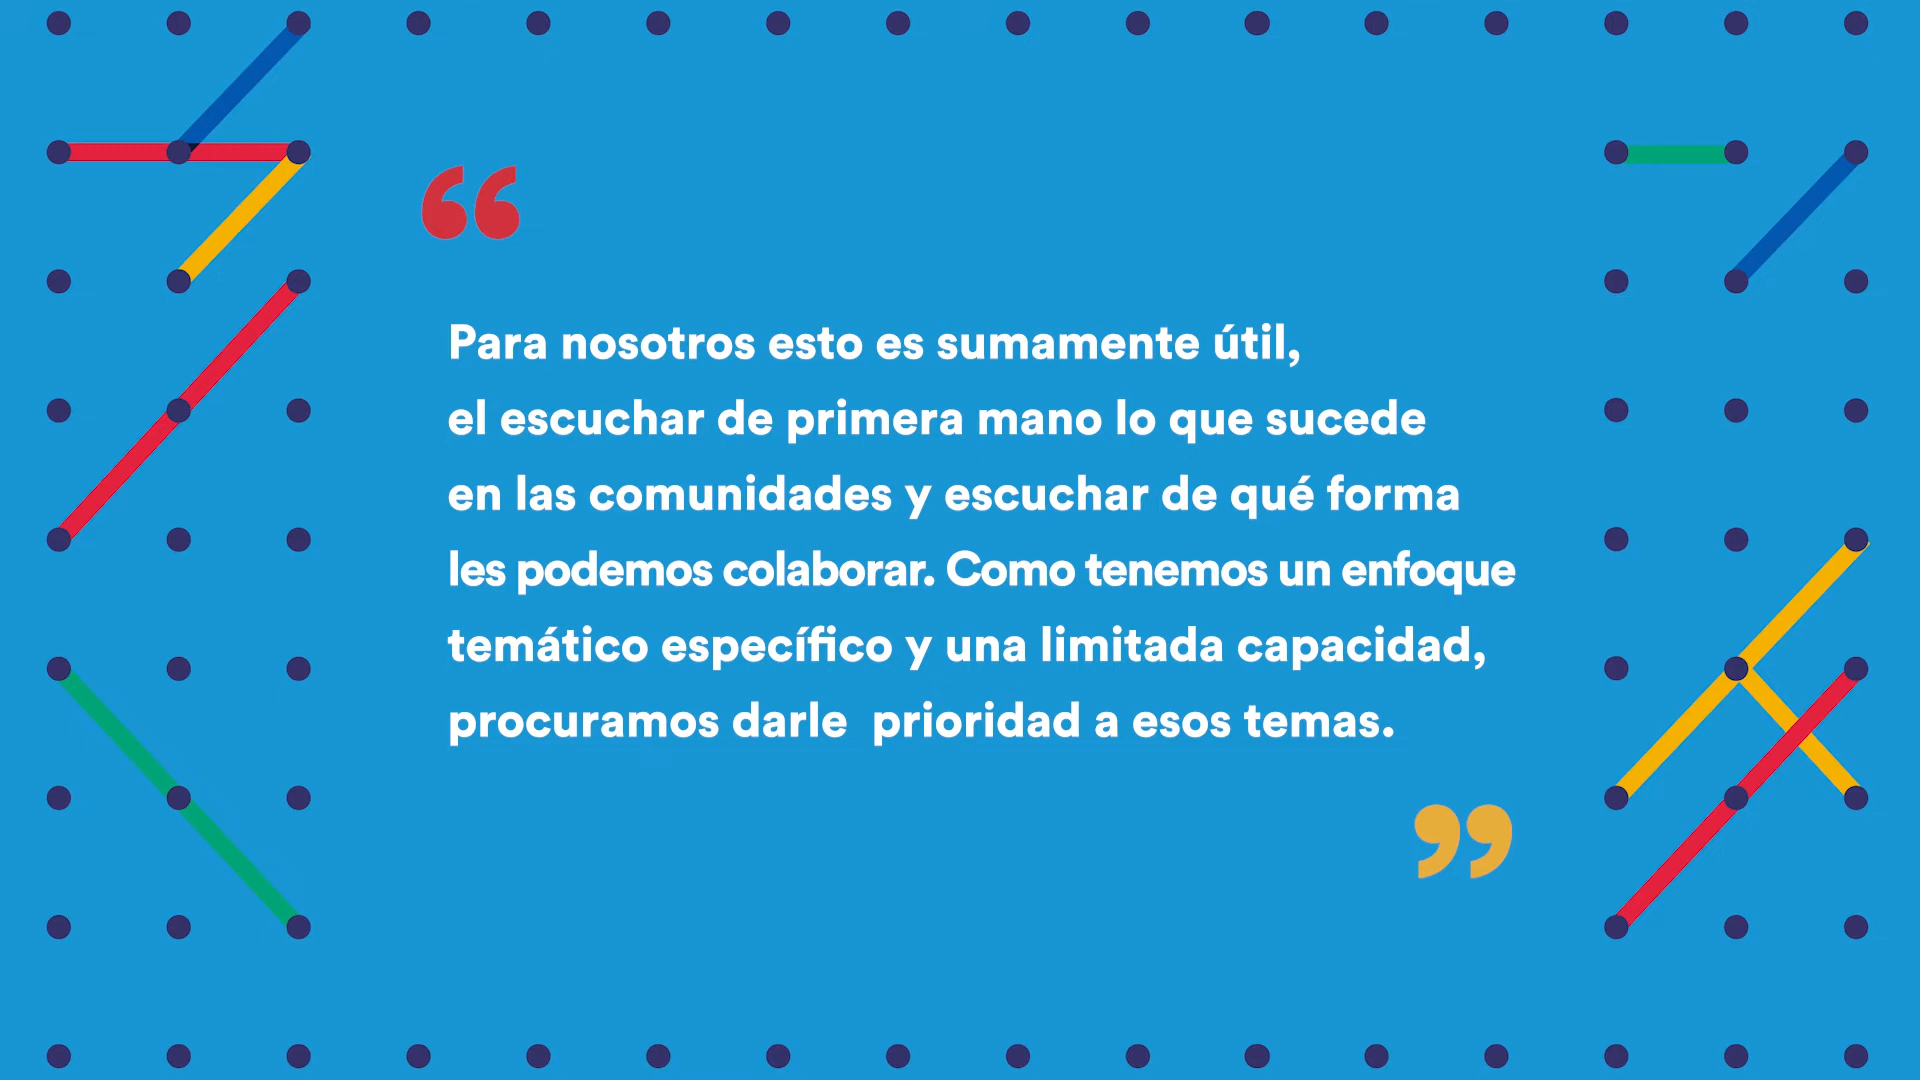 “
Para nosotros esto es sumamente útil,
el escuchar de primera mano lo que sucede
en las comunidades y escuchar de qué forma
les podemos colaborar. Como tenemos un enfoque
temático específico y una limitada capacidad,
procuramos darle  prioridad a esos temas.
”